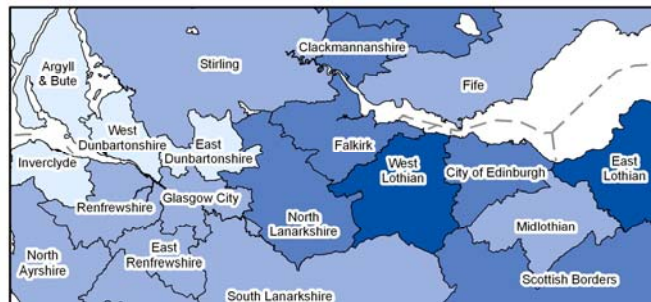 Clackmannanshire
Argyll
& Bute
Stirling
Fife
West
Dunbartonshire
East
Dunbartonshire
Falkirk
Inverclyde
West
Lothian
City of Edinburgh
East
Lothian
Renfrewshire
Glasgow City
North
Lanarkshire
Midlothian
North
Ayrshire
East
Renfrewshire
Scottish Borders
South Lanarkshire